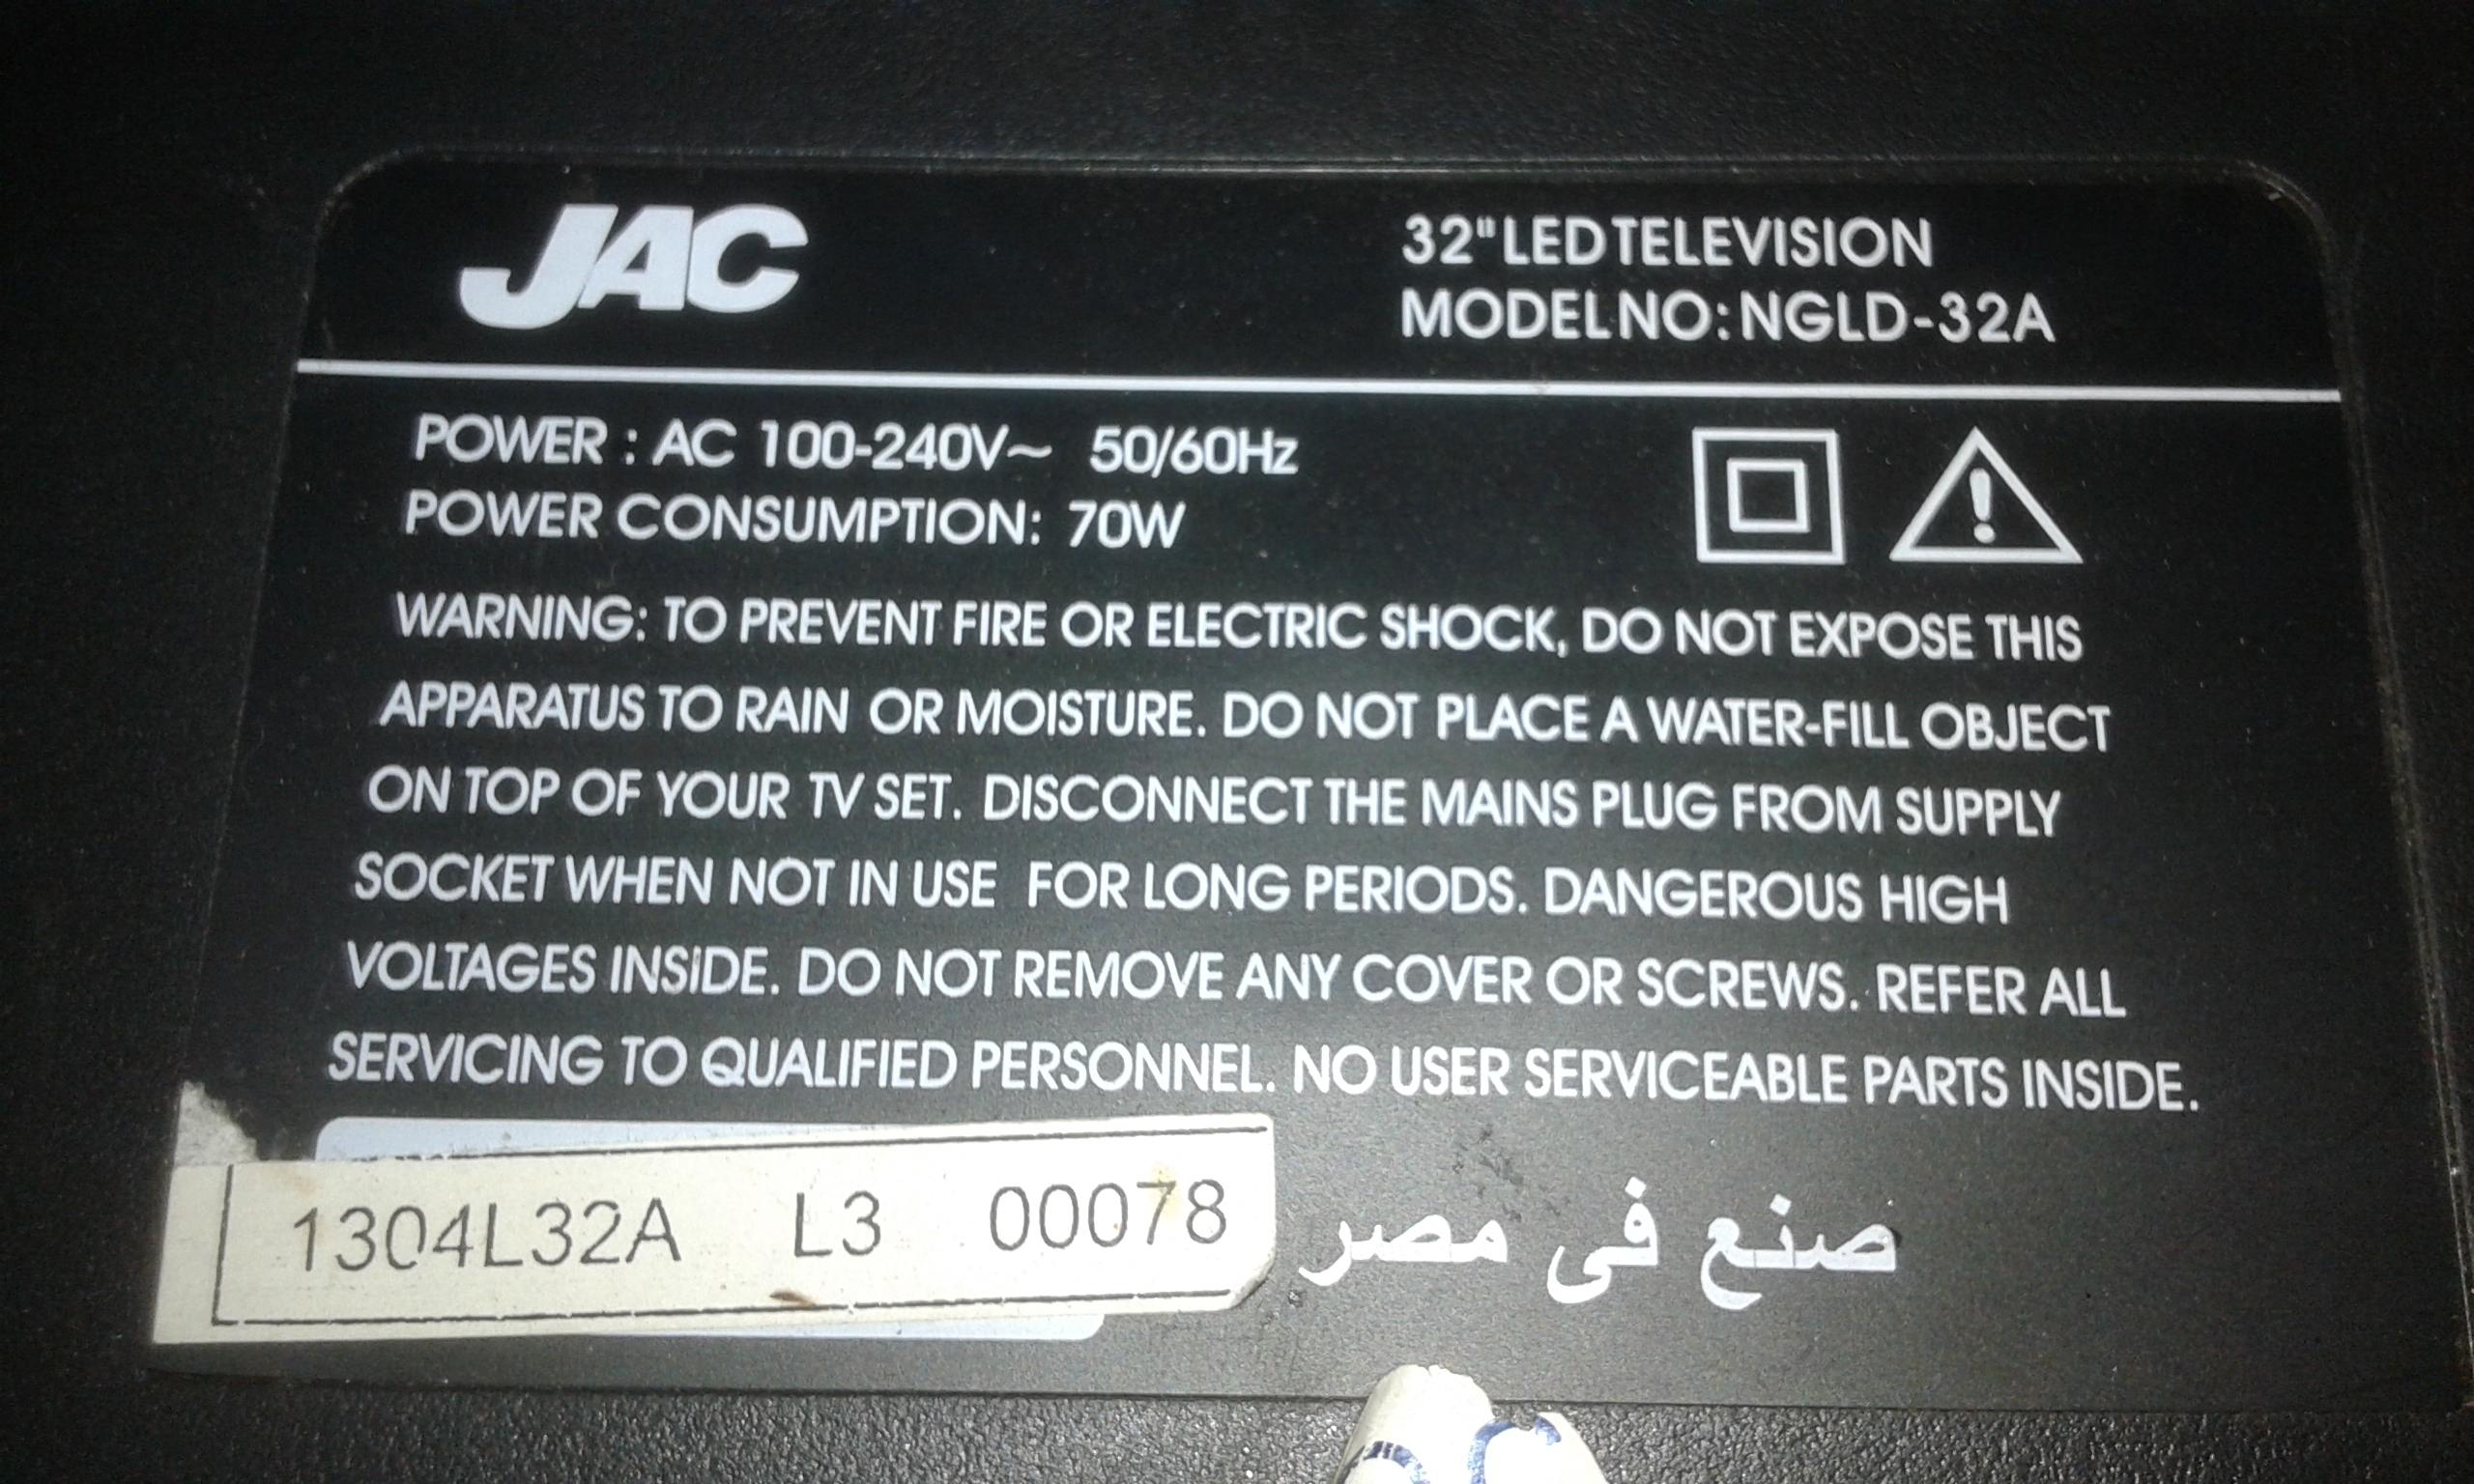 JAC
32" LED TELEVISION
MODEL NO: NGLD-32A
POWER : AC 100-240V~ 50/60Hz
POWER CONSUMPTION: 70W
WARNING: TO PREVENT FIRE OR ELECTRIC SHOCK, DO NOT EXPOSE THIS
APPARATUS TO RAIN OR MOISTURE. DO NOT PLACE A WATER-FILL OBJECT
ON TOP OF YOUR TV SET. DISCONNECT THE MAINS PLUG FROM SUPPLY
SOCKET WHEN NOT IN USE FOR LONG PERIODS. DANGEROUS HIGH
VOLTAGES INSIDE. DO NOT REMOVE ANY COVER OR SCREWS. REFER ALL
SERVICING TO QUALIFIED PERSONNEL. NO USER SERVICEABLE PARTS INSIDE.
1304L32A L3 00078
صنع فى مصر